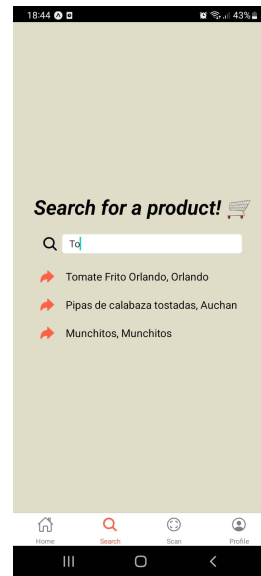 18:44 43%
Search for a product!
To
Tomate Frito Orlando, Orlando
Pipas de calabaza tostadas, Auchan
Munchitos, Munchitos
Home Search Scan Profile